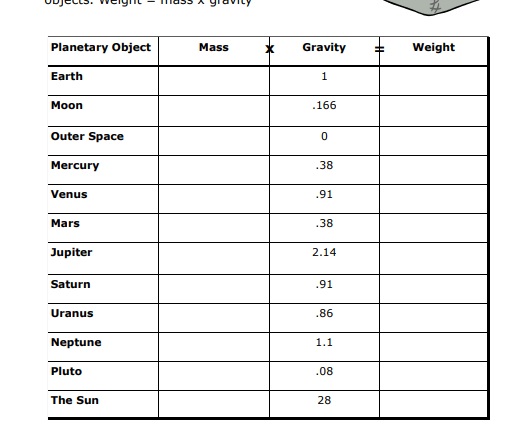 objects. Weight = mass x gravity
Planetary Object Mass x Gravity = Weight
Earth 1
Moon .166
Outer Space 0
Mercury .38
Venus .91
Mars .38
Jupiter 2.14
Saturn .91
Uranus .86
Neptune 1.1
Pluto .08
The Sun 28